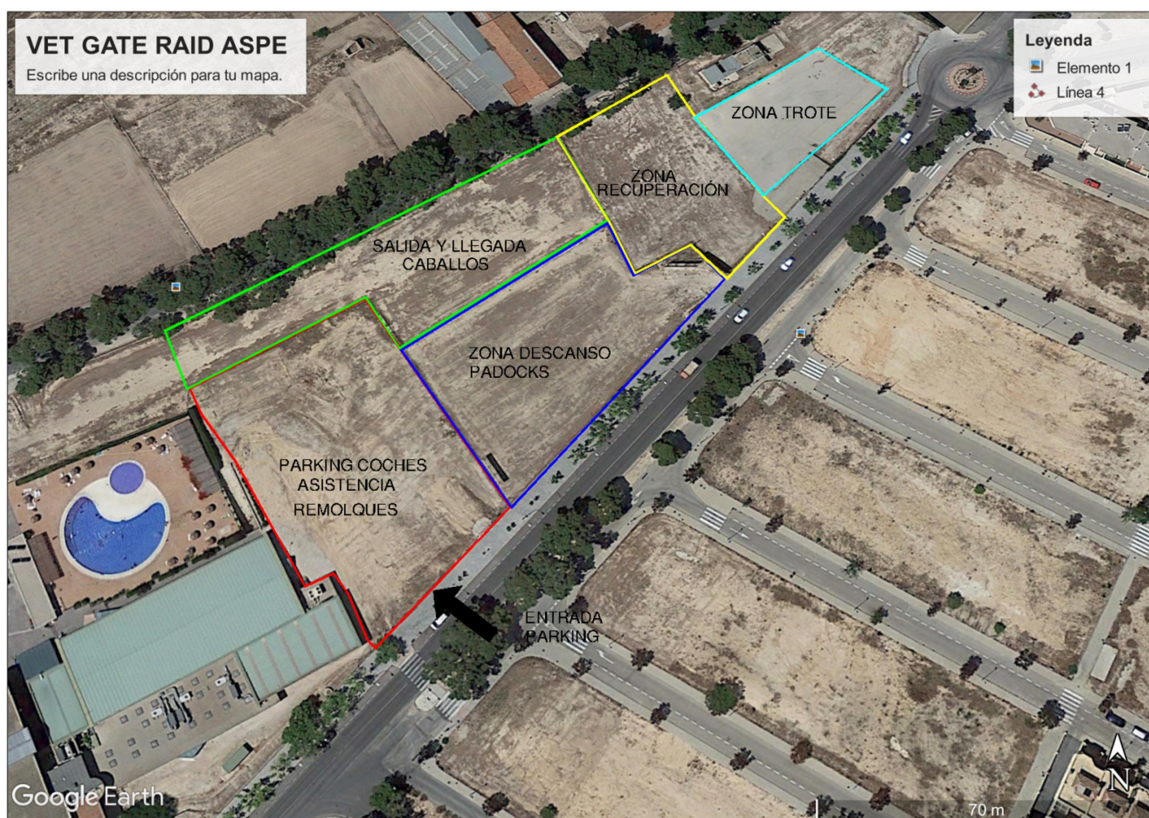 VET GATE RAID ASPE
Escribe una descripción para tu mapa.
Leyenda
Elemento 1
Línea 4
ZONA TROTE
ZONA
RECUPERACIÓN
SALIDA Y LLEGADA
CABALLOS
ZONA DESCANSO
PADOCKS
PARKING COCHES
ASISTENCIA
REMOLQUES
ENTRADA
PARKING
Google Earth
N
70 m